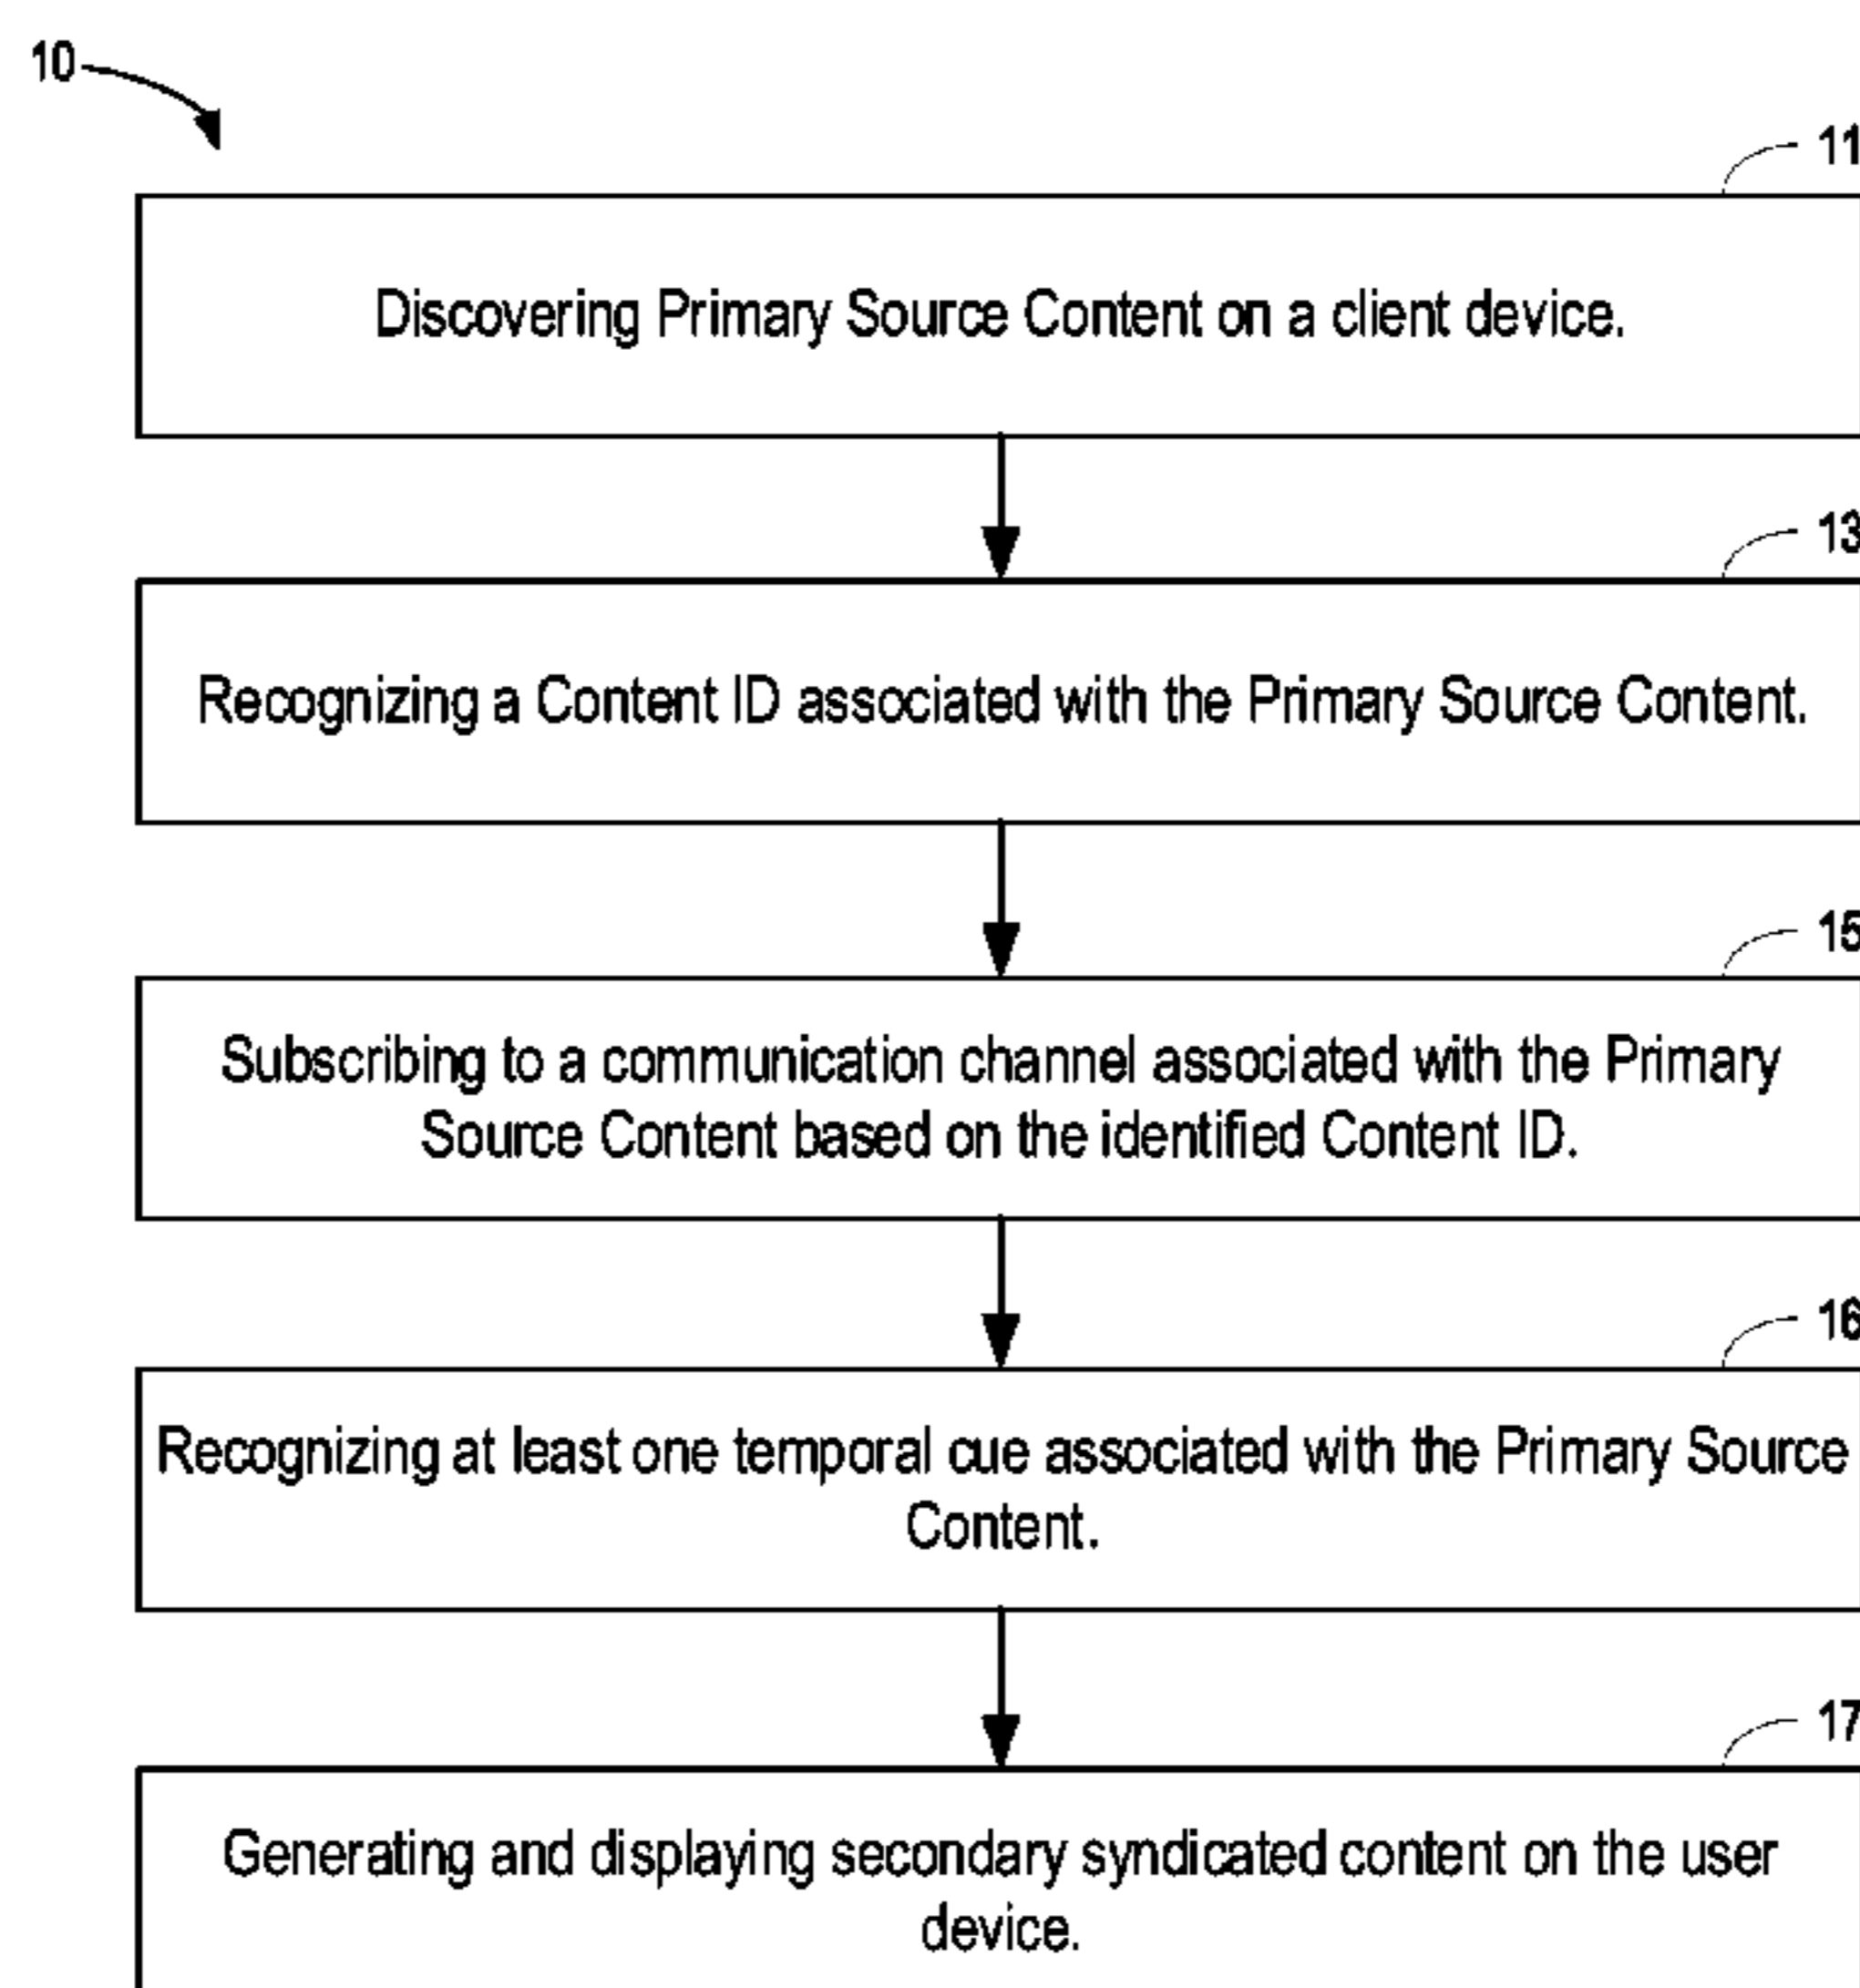 10
11
Discovering Primary Source Content on a client device.
13
Recognizing a Content ID associated with the Primary Source Content.
15
Subscribing to a communication channel associated with the Primary
Source Content based on the identified Content ID.
16
Recognizing at least one temporal cue associated with the Primary Source
Content.
17
Generating and displaying secondary syndicated content on the user
device.